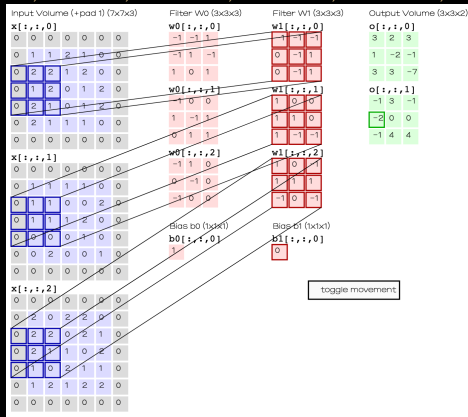 Input Volume (+pad 1) (7x7x3)
x[:,:,0]
0 0 0 0 0 0 0
0 1 1 2 1 0 0
0 2 2 1 2 0 0
0 1 2 0 1 2 0
0 2 1 0 1 2 0
0 2 1 1 1 0 0
0 0 0 0 0 0 0
x[:,:,1]
0 0 0 0 0 0 0
0 1 1 1 1 0 0
0 1 1 0 0 2 0
0 1 1 1 2 0 0
0 0 0 0 1 0 0
0 0 2 0 0 1 0
0 0 0 0 0 0 0
x[:,:,2]
0 0 0 0 0 0 0
0 2 0 2 2 0 0
0 2 2 0 2 1 0
0 2 1 1 0 2 0
0 1 0 2 1 1 0
0 1 2 1 2 2 0
0 0 0 0 0 0 0
Filter W0 (3x3x3)
w0[:,:,0]
-1 -1 1
-1 1 -1
1 0 1
w0[:,:,1]
-1 0 0
1 -1 1
0 1 1
w0[:,:,2]
-1 1 0
0 -1 0
-1 0 0
Bias b0 (1x1x1)
b0[:,:,0]
1
Filter W1 (3x3x3)
w1[:,:,0]
-1 -1 -1
0 -1 1
0 -1 1
w1[:,:,1]
1 0 0
1 1 0
1 -1 -1
w1[:,:,2]
1 0 -1
1 1 1
-1 0 -1
Bias b1 (1x1x1)
b1[:,:,0]
0
Output Volume (3x3x2)
o[:,:,0]
3 2 3
1 -2 -1
3 3 -7
o[:,:,1]
-1 3 -1
-2 0 0
-1 4 4
toggle movement